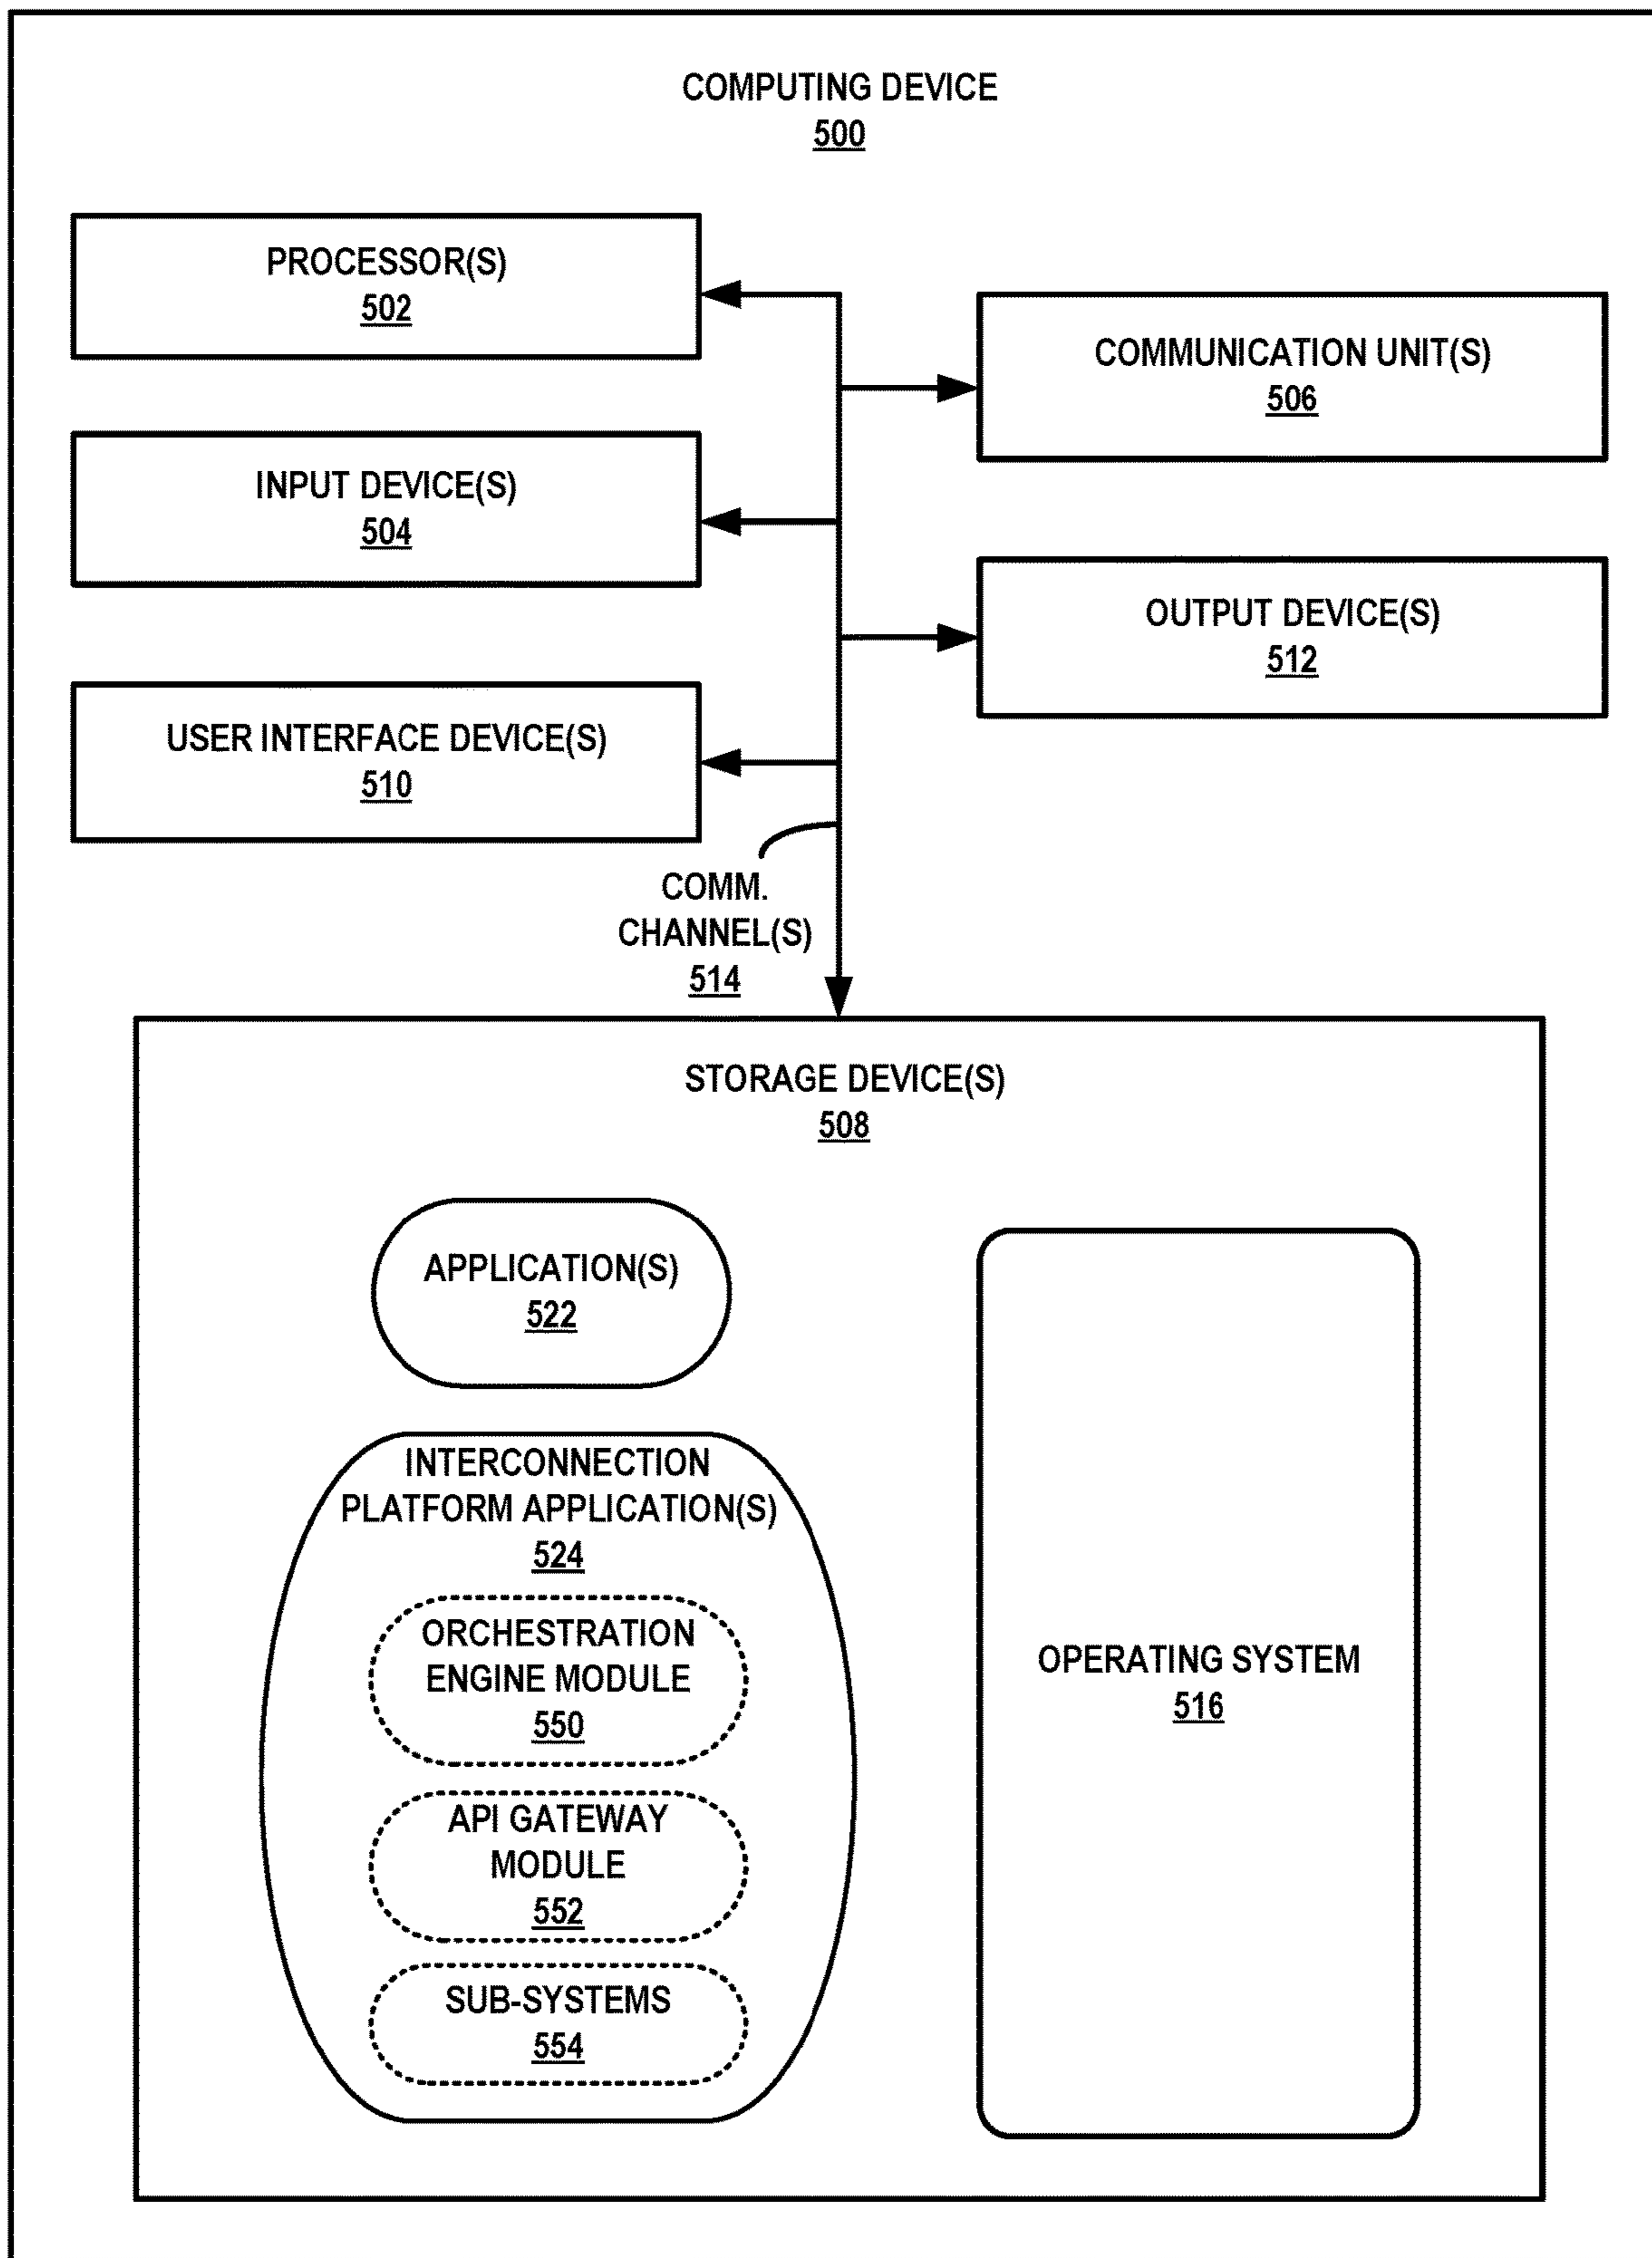 COMPUTING DEVICE
500
PROCESSOR(S)
502
COMMUNICATION UNIT(S)
506
INPUT DEVICE(S)
504
OUTPUT DEVICE(S)
512
USER INTERFACE DEVICE(S)
510
COMM.
CHANNEL(S)
514
STORAGE DEVICE(S)
508
APPLICATION(S)
522
INTERCONNECTION
PLATFORM APPLICATION(S)
524
ORCHESTRATION
ENGINE MODULE
550
API GATEWAY
MODULE
552
SUB-SYSTEMS
554
OPERATING SYSTEM
516